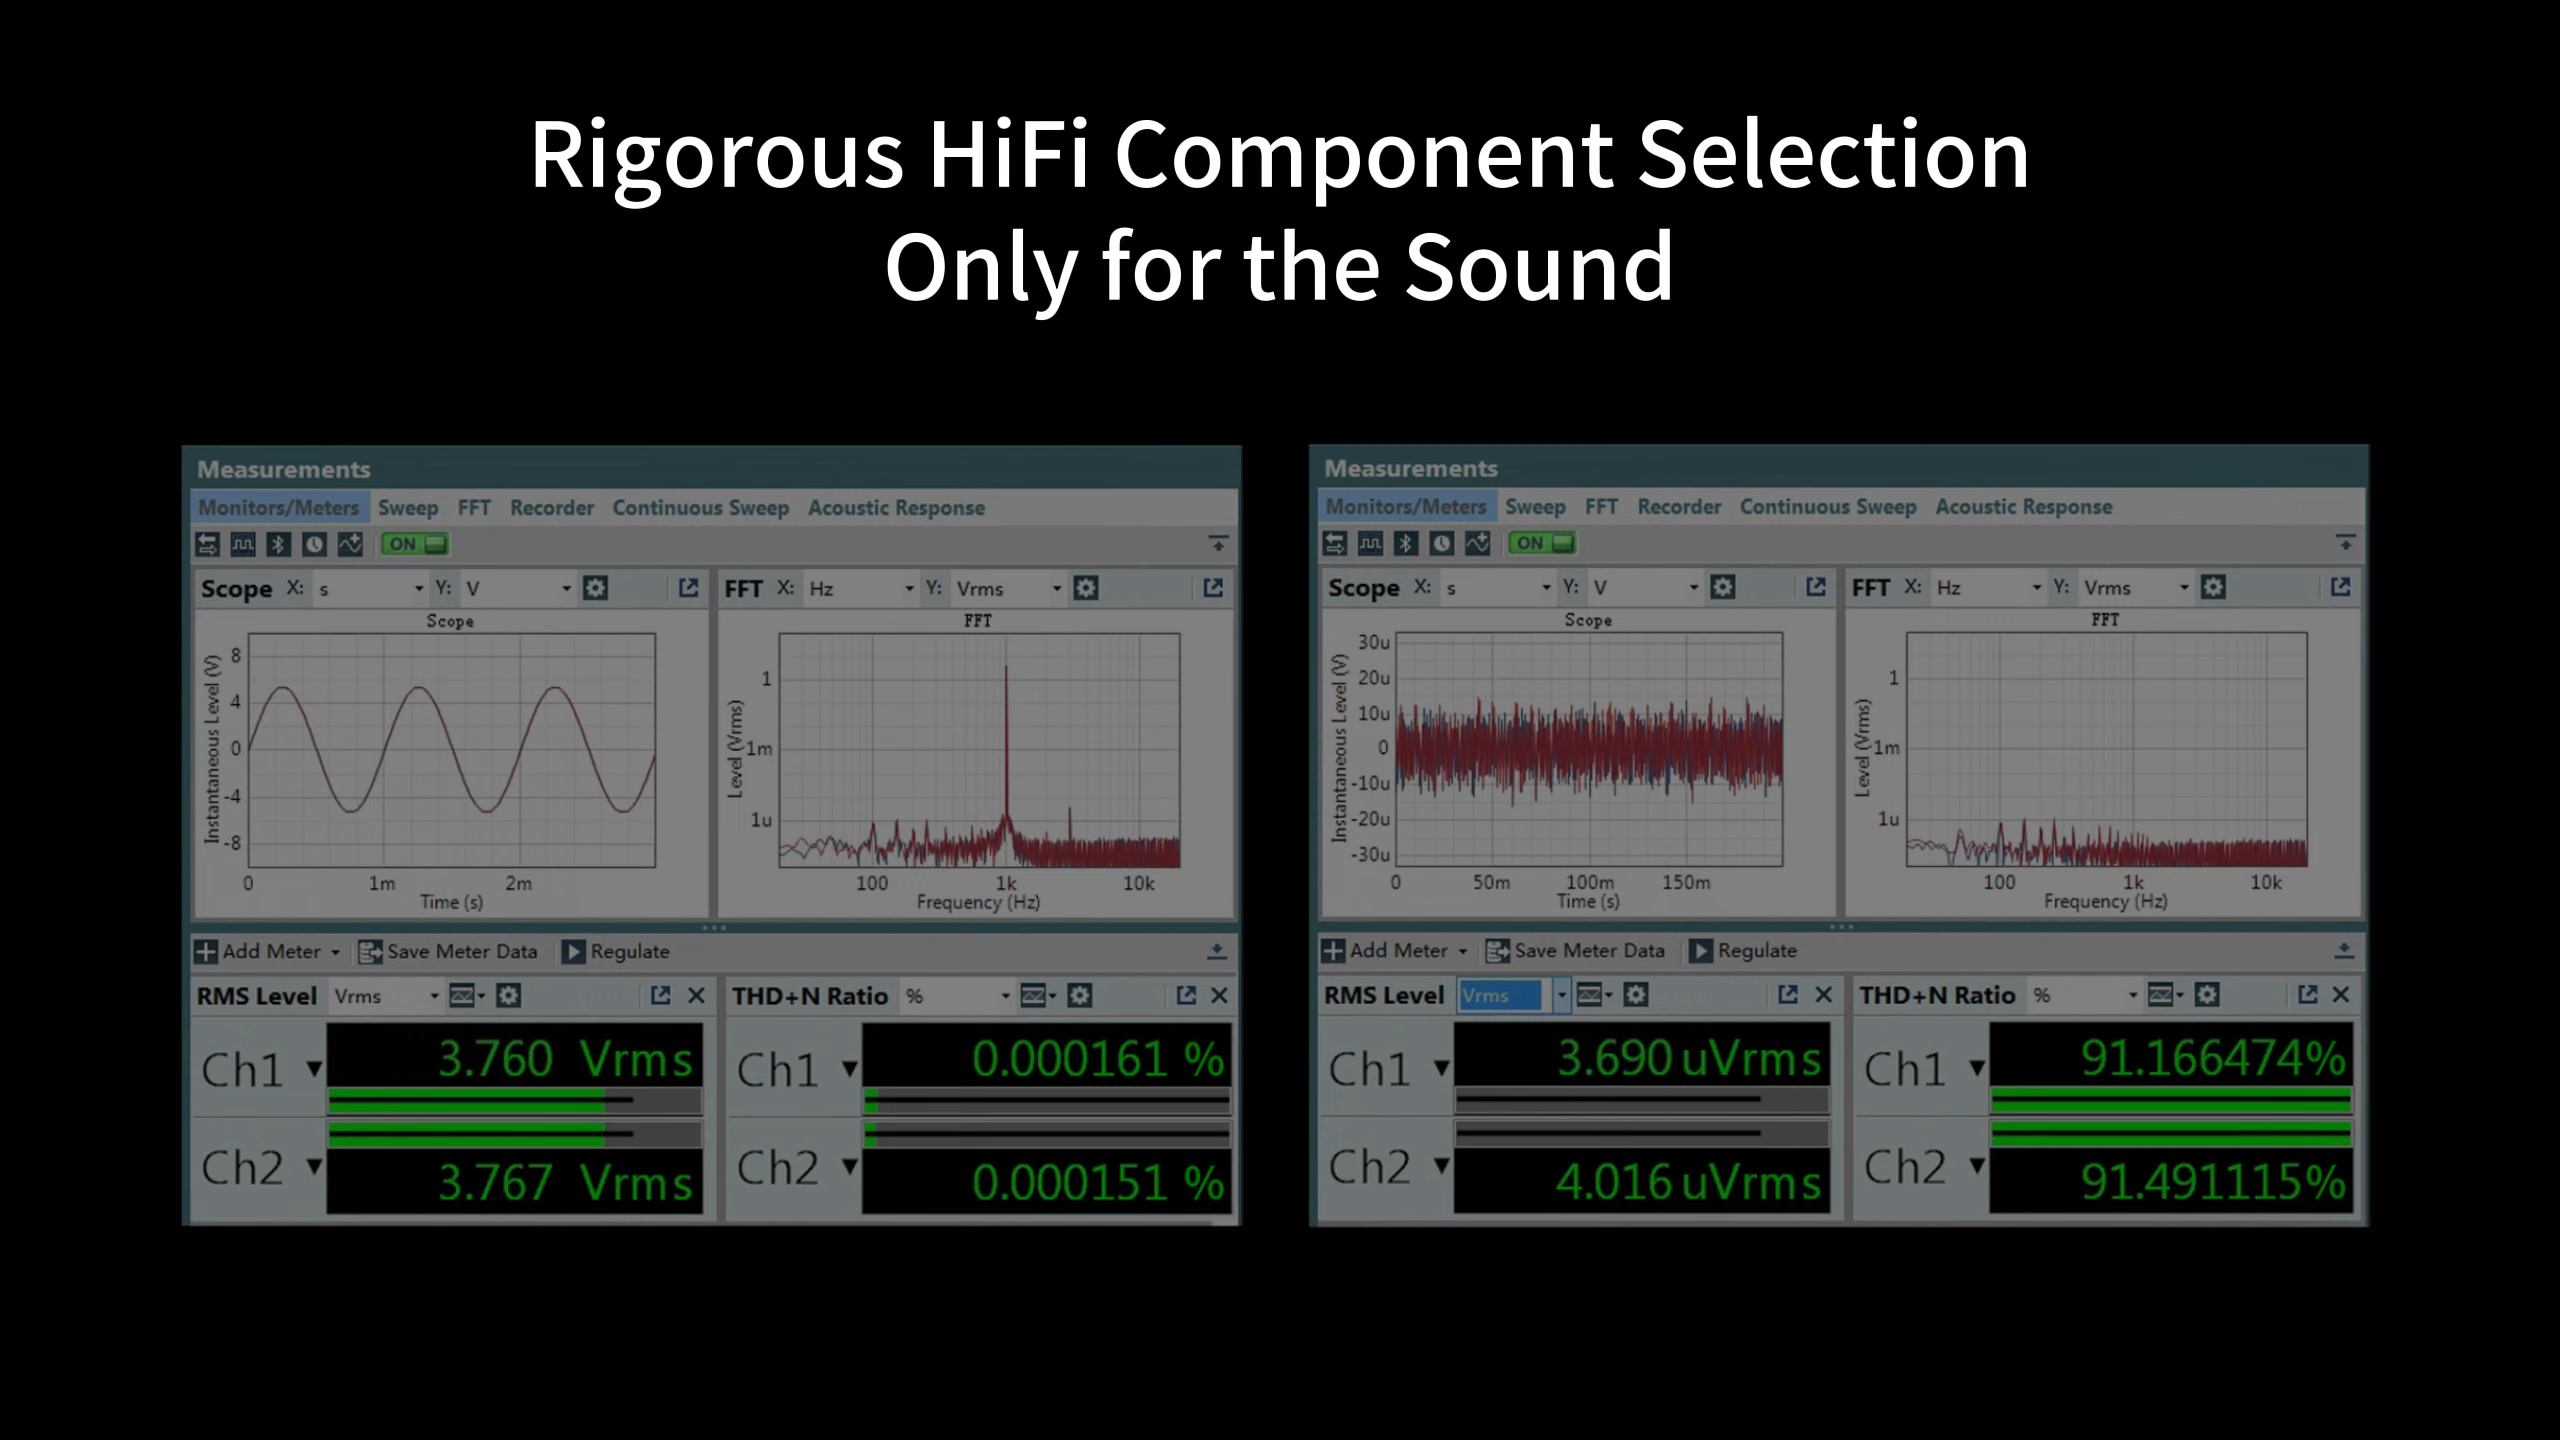 Rigorous HiFi Component Selection
Only for the Sound
Measurements
Monitors/Meters Sweep FFT Recorder Continuous Sweep Acoustic Response
ON
Scope X: s Y: V
Scope
Instantaneous Level (V)
8
4
0
-4
-8
0 1m 2m
Time (s)
FFT X: Hz Y: Vrms
FFT
Level (Vrms)
1
1m
1u
100 1k 10k
Frequency (Hz)
Add Meter Save Meter Data Regulate
RMS Level Vrms
Ch1 3.760 Vrms
Ch2 3.767 Vrms
THD+N Ratio %
Ch1 0.000161 %
Ch2 0.000151 %
Measurements
Monitors/Meters Sweep FFT Recorder Continuous Sweep Acoustic Response
ON
Scope X: s Y: V
Scope
Instantaneous Level (V)
30u
20u
10u
0
-10u
-20u
-30u
0 50m 100m 150m
Time (s)
FFT X: Hz Y: Vrms
FFT
Level (Vrms)
1
1m
1u
100 1k 10k
Frequency (Hz)
Add Meter Save Meter Data Regulate
RMS Level Vrms
Ch1 3.690 uVrms
Ch2 4.016 uVrms
THD+N Ratio %
Ch1 91.166474%
Ch2 91.491115%